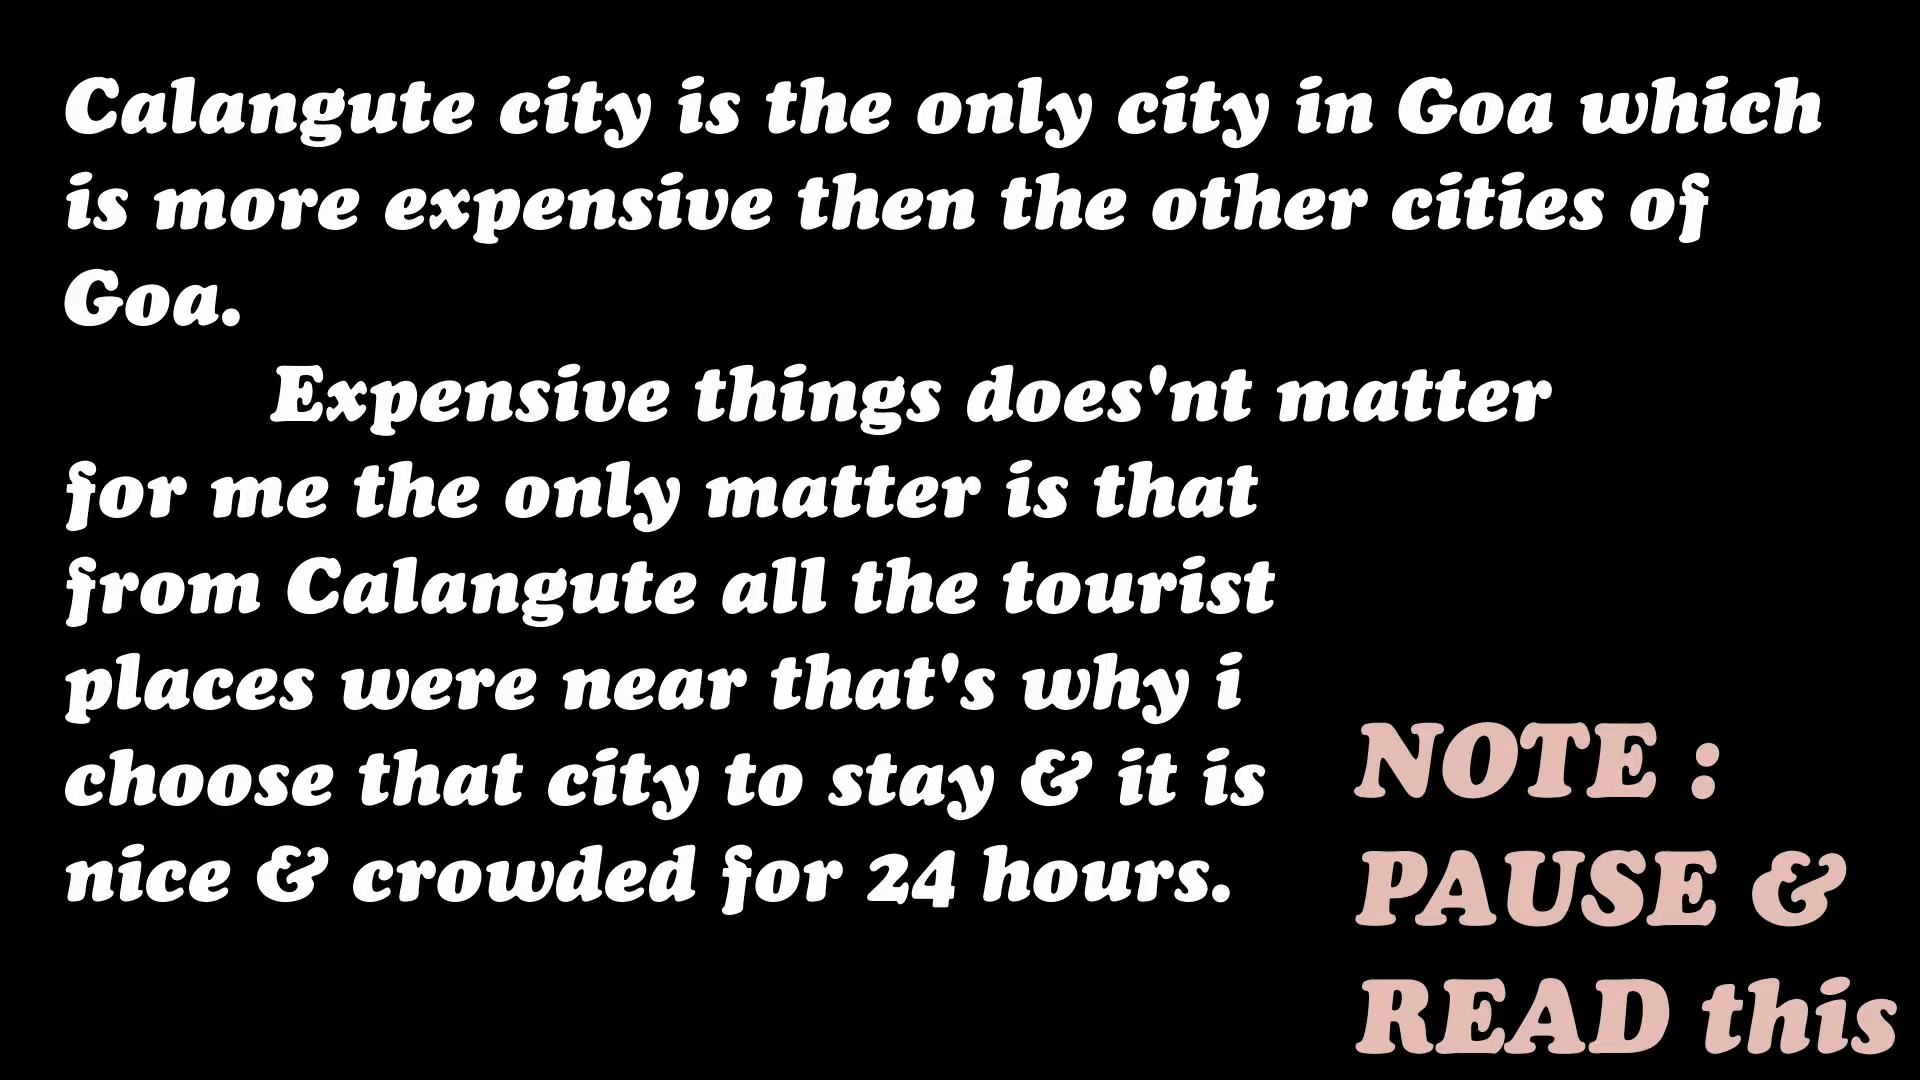 Calangute city is the only city in Goa which
is more expensive then the other cities of
Goa.
Expensive things does'nt matter
for me the only matter is that
from Calangute all the tourist
places were near that's why i
choose that city to stay & it is
nice & crowded for 24 hours.
NOTE :
PAUSE &
READ this